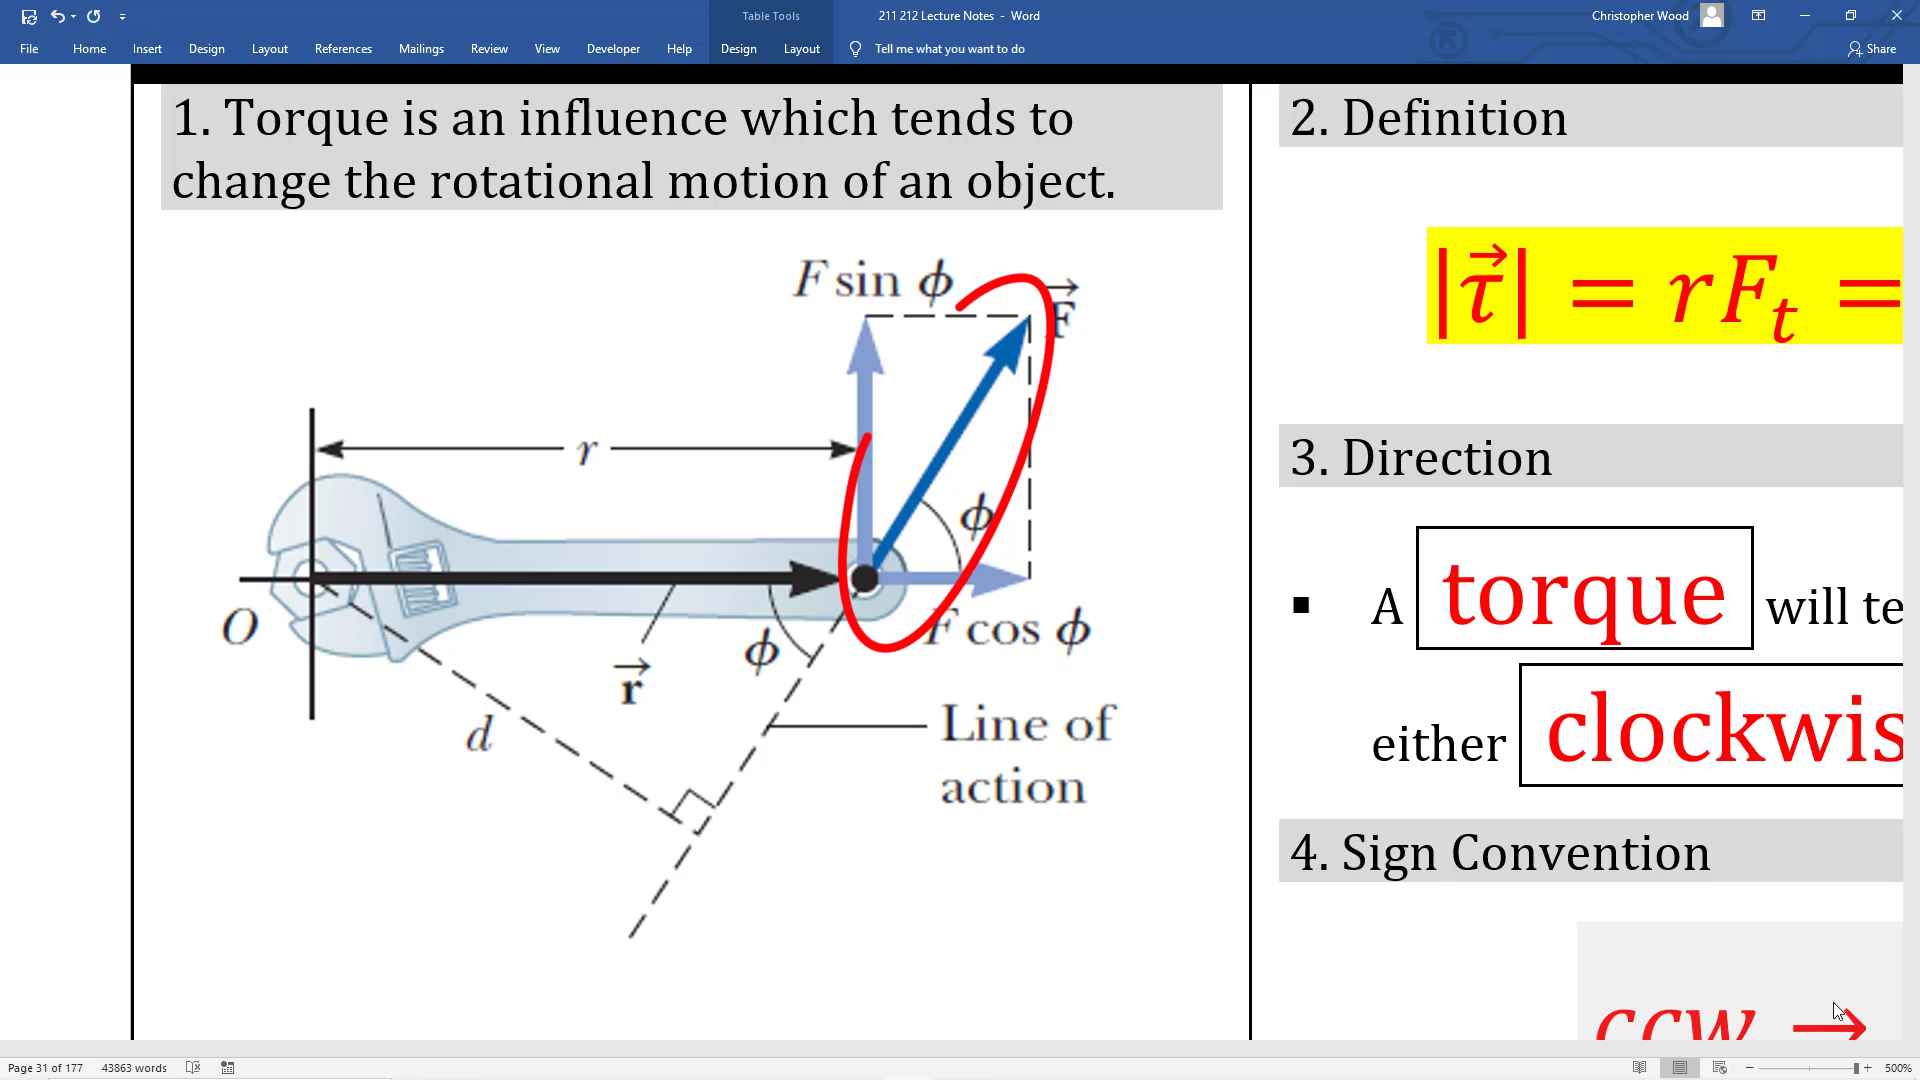 Table Tools
211 212 Lecture Notes - Word
Christopher Wood
File Home Insert Design Layout References Mailings Review View Developer Help Design Layout Tell me what you want to do Share
1. Torque is an influence which tends to
change the rotational motion of an object.
F sin ϕ
F
r
ϕ
O
F cos ϕ
ϕ
r
d
Line of
action
2. Definition
|τ⃗| = rFₜ =
3. Direction
▪ A torque will te
either clockwis
4. Sign Convention
ccw →
Page 31 of 177 43863 words
500%